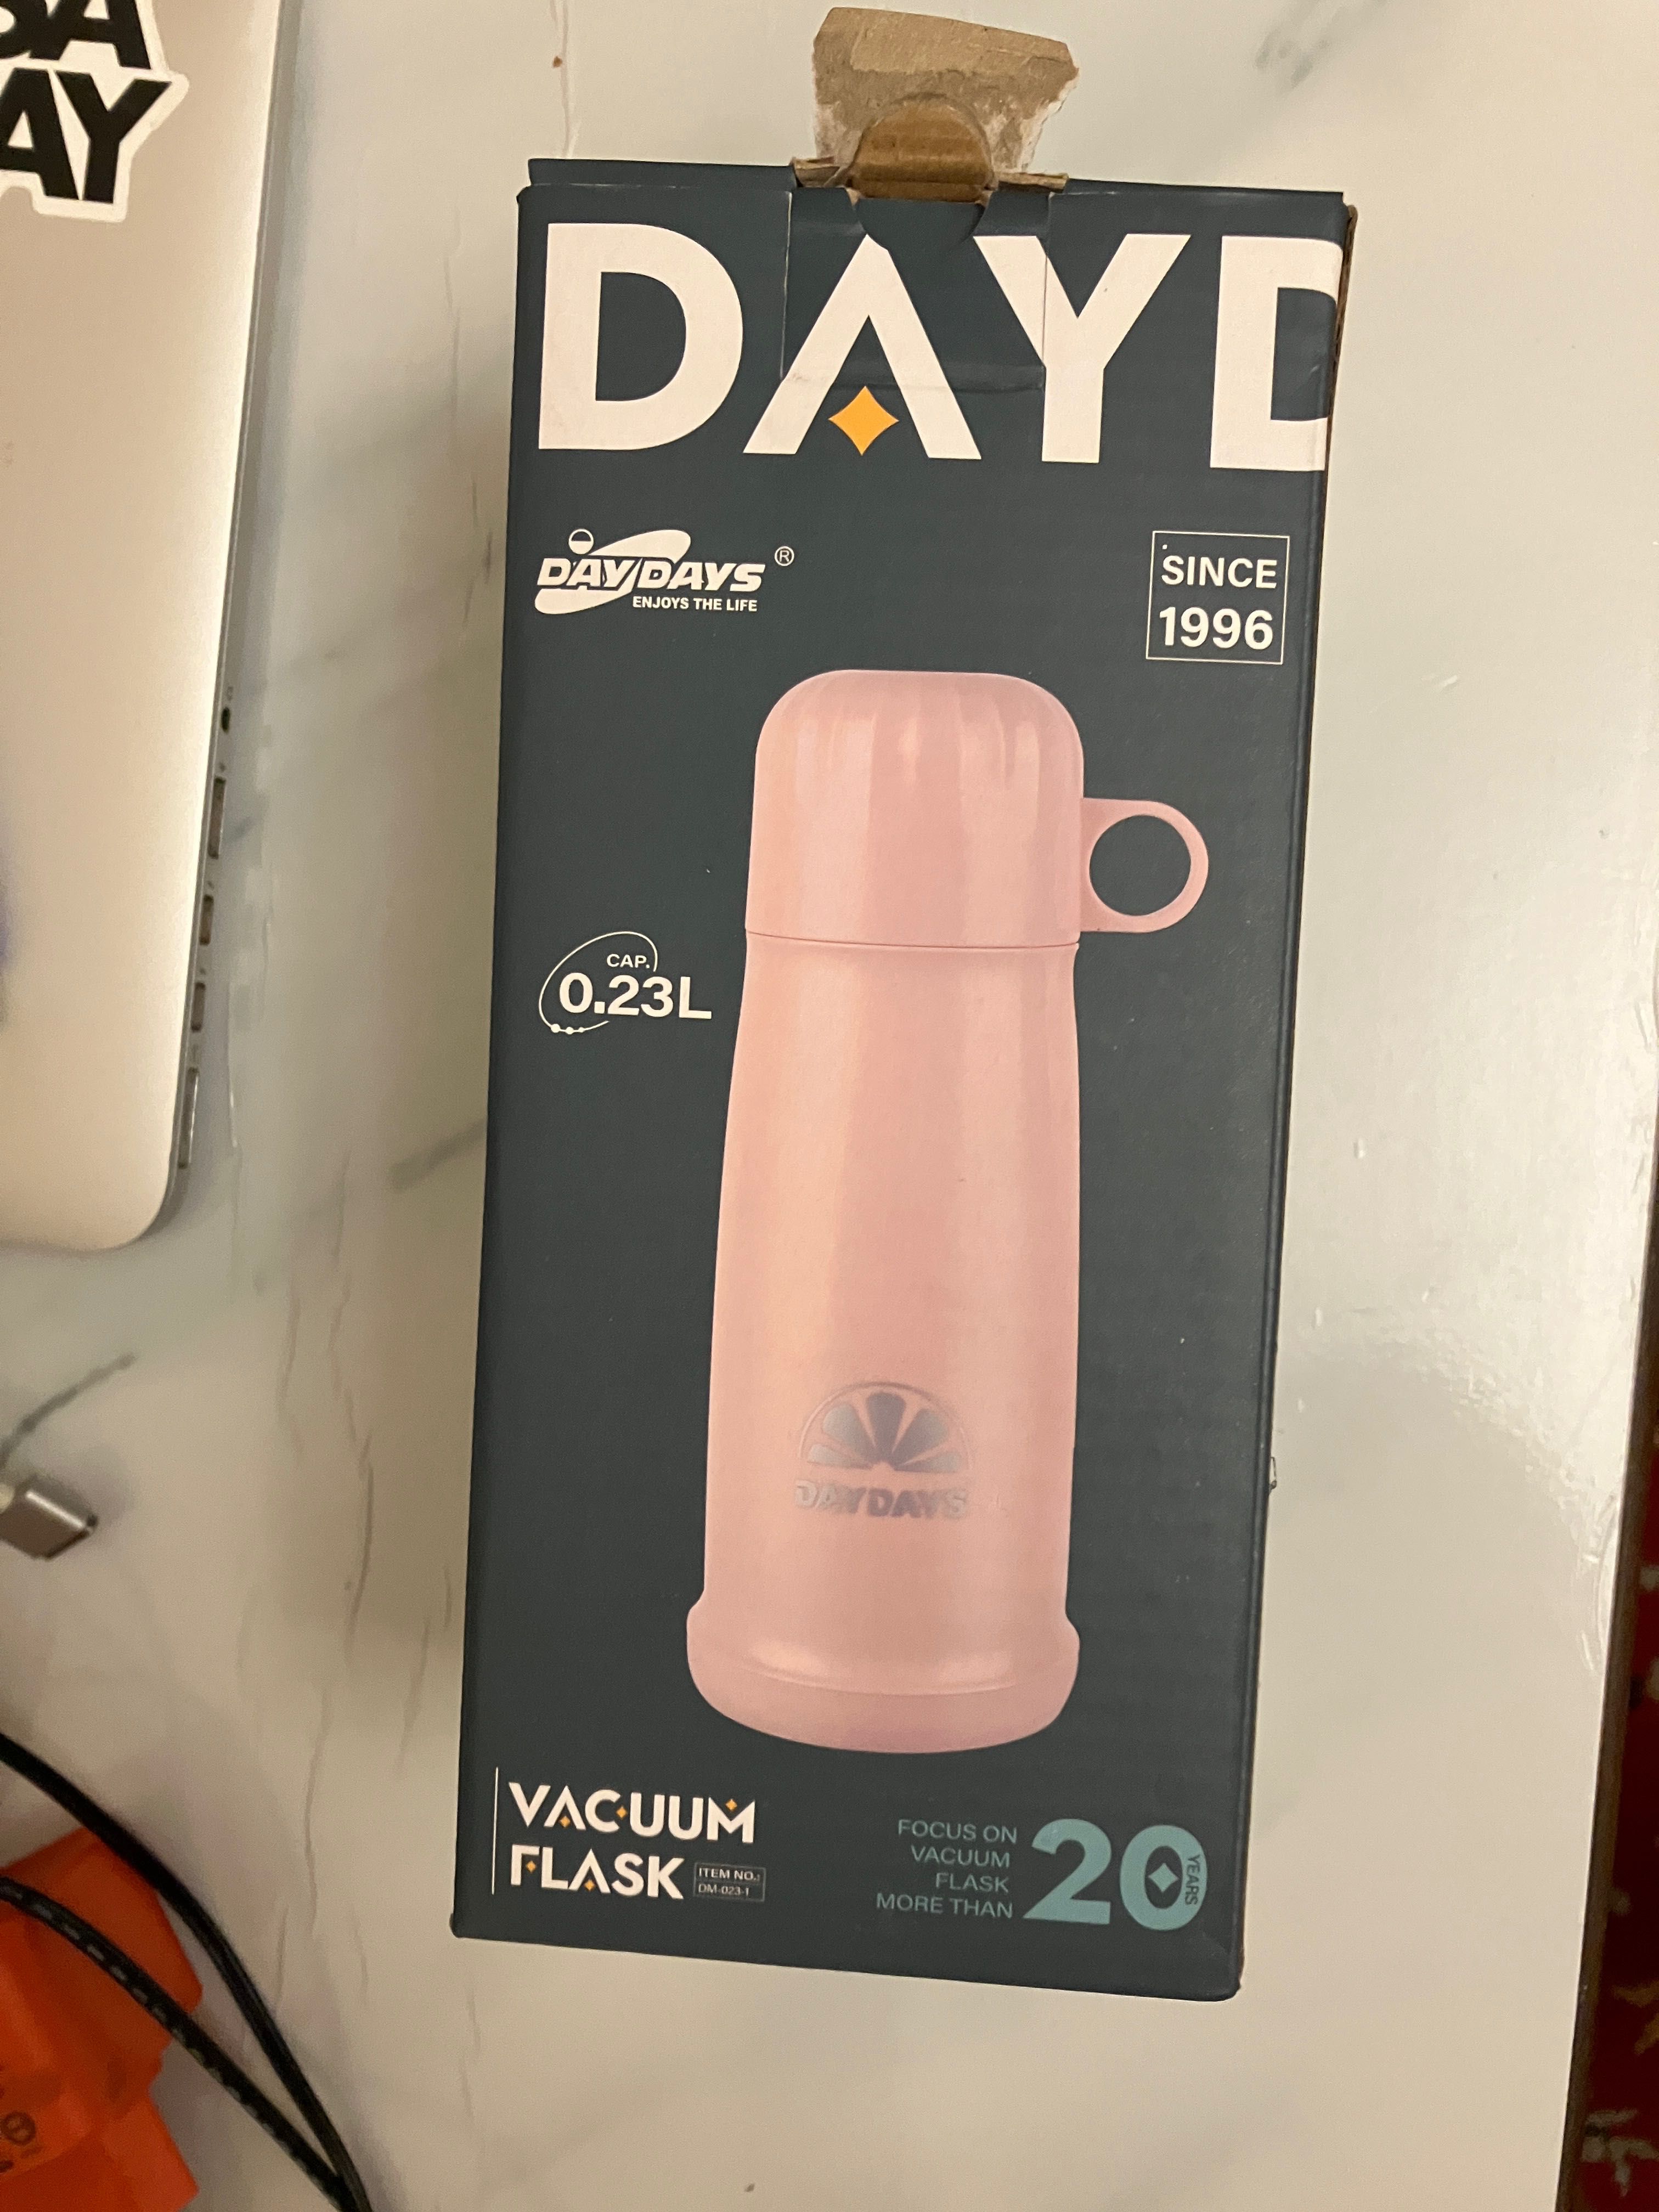 AY
DAYD
DAYDAYS ®
ENJOYS THE LIFE
SINCE
1996
CAP.
0.23L
DAYDAYS
VACUUM
FLASK
ITEM NO.:
DM-023-1
FOCUS ON
VACUUM
FLASK
MORE THAN
20
YEARS